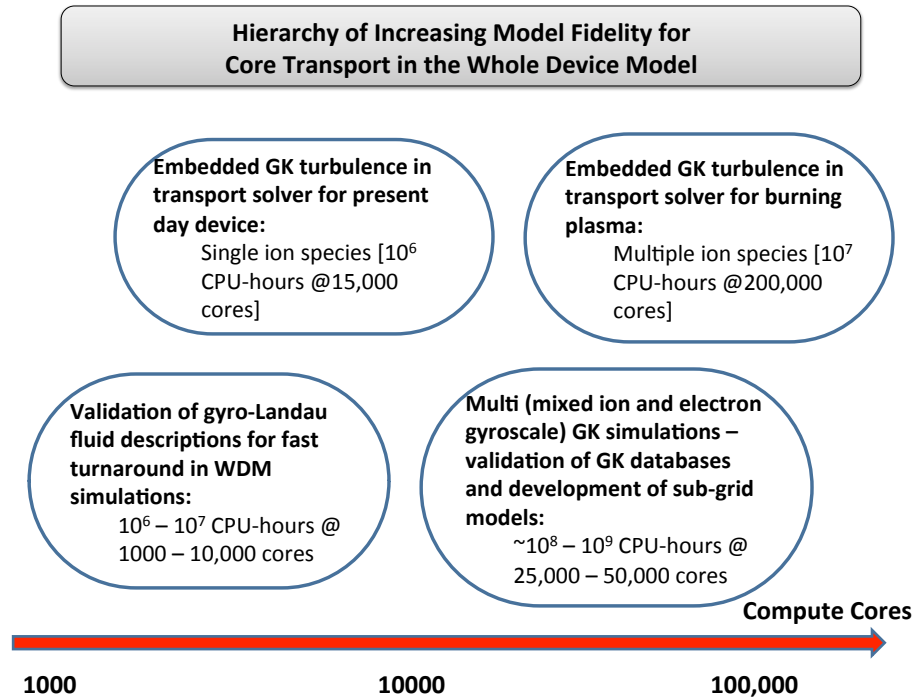 Hierarchy of Increasing Model Fidelity for
Core Transport in the Whole Device Model
Embedded GK turbulence in
transport solver for present
day device:
Single ion species [10⁶
CPU-hours @15,000
cores]
Embedded GK turbulence in
transport solver for burning
plasma:
Multiple ion species [10⁷
CPU-hours @200,000
cores]
Validation of gyro-Landau
fluid descriptions for fast
turnaround in WDM
simulations:
10⁶ – 10⁷ CPU-hours @
1000 – 10,000 cores
Multi (mixed ion and electron
gyroscale) GK simulations –
validation of GK databases
and development of sub-grid
models:
~10⁸ – 10⁹ CPU-hours @
25,000 – 50,000 cores
Compute Cores
1000 10000 100,000